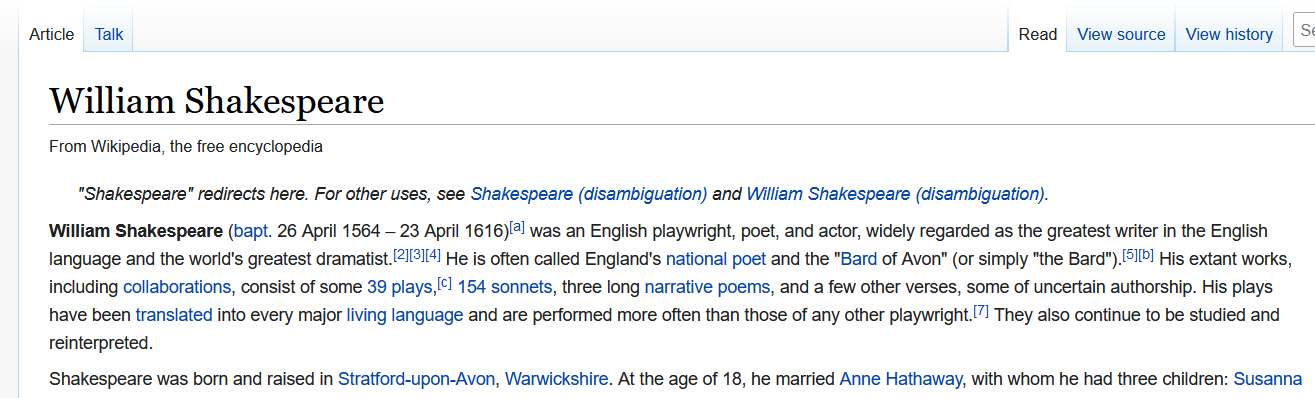 Article Talk Read View source View history Se
William Shakespeare
From Wikipedia, the free encyclopedia
"Shakespeare" redirects here. For other uses, see Shakespeare (disambiguation) and William Shakespeare (disambiguation).
William Shakespeare (bapt. 26 April 1564 – 23 April 1616)[a] was an English playwright, poet, and actor, widely regarded as the greatest writer in the English
language and the world's greatest dramatist.[2][3][4] He is often called England's national poet and the "Bard of Avon" (or simply "the Bard").[5][b] His extant works,
including collaborations, consist of some 39 plays,[c] 154 sonnets, three long narrative poems, and a few other verses, some of uncertain authorship. His plays
have been translated into every major living language and are performed more often than those of any other playwright.[7] They also continue to be studied and
reinterpreted.
Shakespeare was born and raised in Stratford-upon-Avon, Warwickshire. At the age of 18, he married Anne Hathaway, with whom he had three children: Susanna